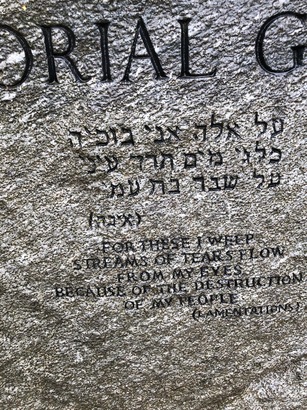 ORIAL G
על אלה אני בוכיה
פלגי מים תרד עיני
על שבר בת עמי
(איכה)
FOR THESE I WEEP
STREAMS OF TEARS FLOW
FROM MY EYES
BECAUSE OF THE DESTRUCTION
OF MY PEOPLE
(LAMENTATIONS)